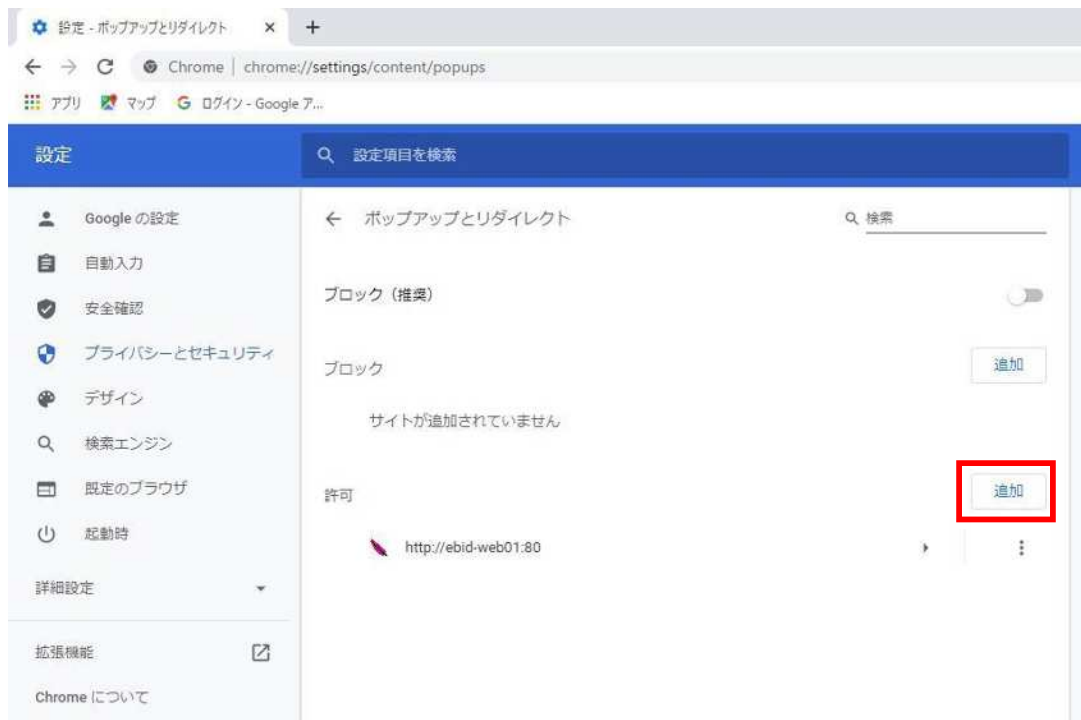 設定 - ポップアップとリダイレクト
Chrome | chrome://settings/content/popups
アプリ マップ ログイン - Google ア...
設定
設定項目を検索
Google の設定
自動入力
安全確認
プライバシーとセキュリティ
デザイン
検索エンジン
既定のブラウザ
起動時
詳細設定
拡張機能
Chrome について
ポップアップとリダイレクト
検索
ブロック（推奨）
ブロック
追加
サイトが追加されていません
許可
追加
http://ebid-web01:80